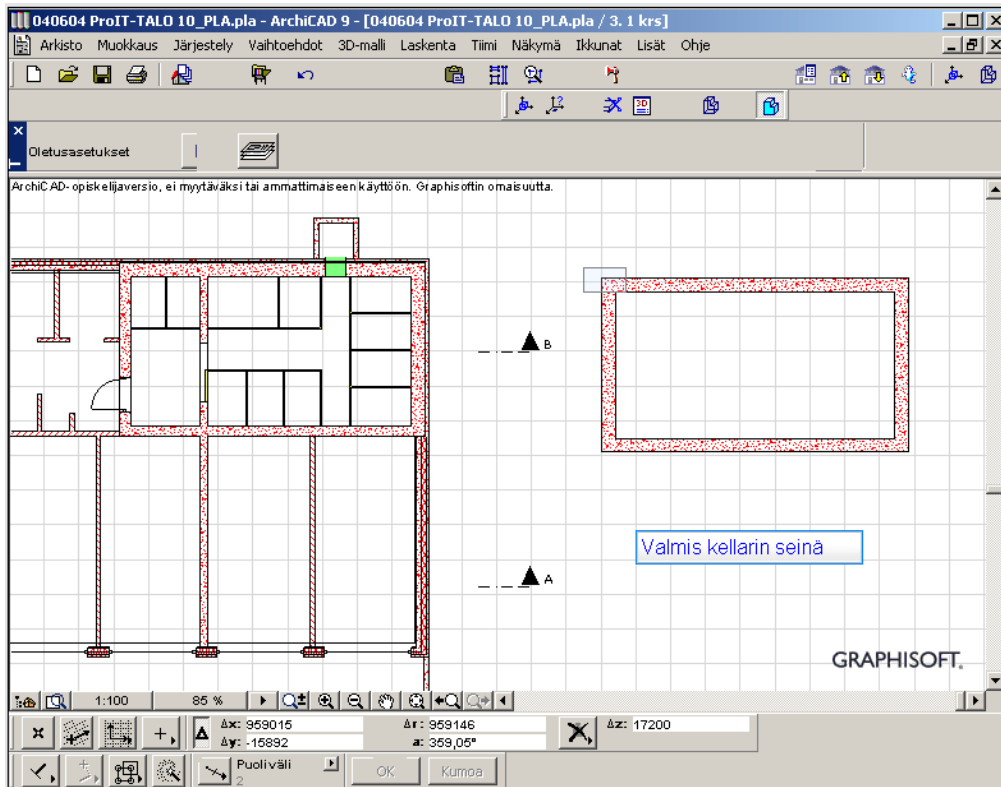 040604 ProIT-TALO 10_PLA.pla - ArchiCAD 9 - [040604 ProIT-TALO 10_PLA.pla / 3. 1 krs]
Arkisto Muokkaus Järjestely Vaihtoehdot 3D-malli Laskenta Tiimi Näkymä Ikkunat Lisät Ohje
3D
Oletusasetukset
ArchiCAD-opiskelijaversio, ei myytäväksi tai ammattimaiseen käyttöön. Graphisoftin omaisuutta.
B
Valmis kellarin seinä
A
GRAPHISOFT.
1:100 85 %
Δx: 959015 Δr: 959146 Δz: 17200
Δy: -15892 a: 359,05°
Puoliväli
2
OK Kumoa